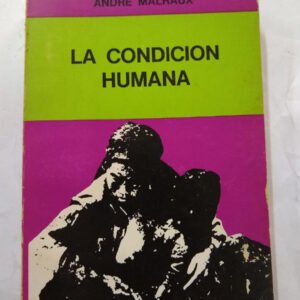 ANDRE MALRAUX
LA CONDICION
HUMANA